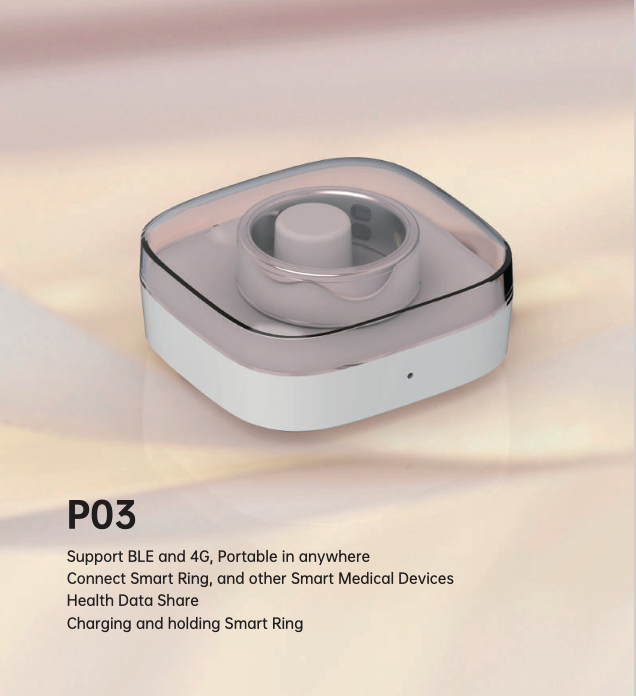 P03
Support BLE and 4G, Portable in anywhere
Connect Smart Ring, and other Smart Medical Devices
Health Data Share
Charging and holding Smart Ring